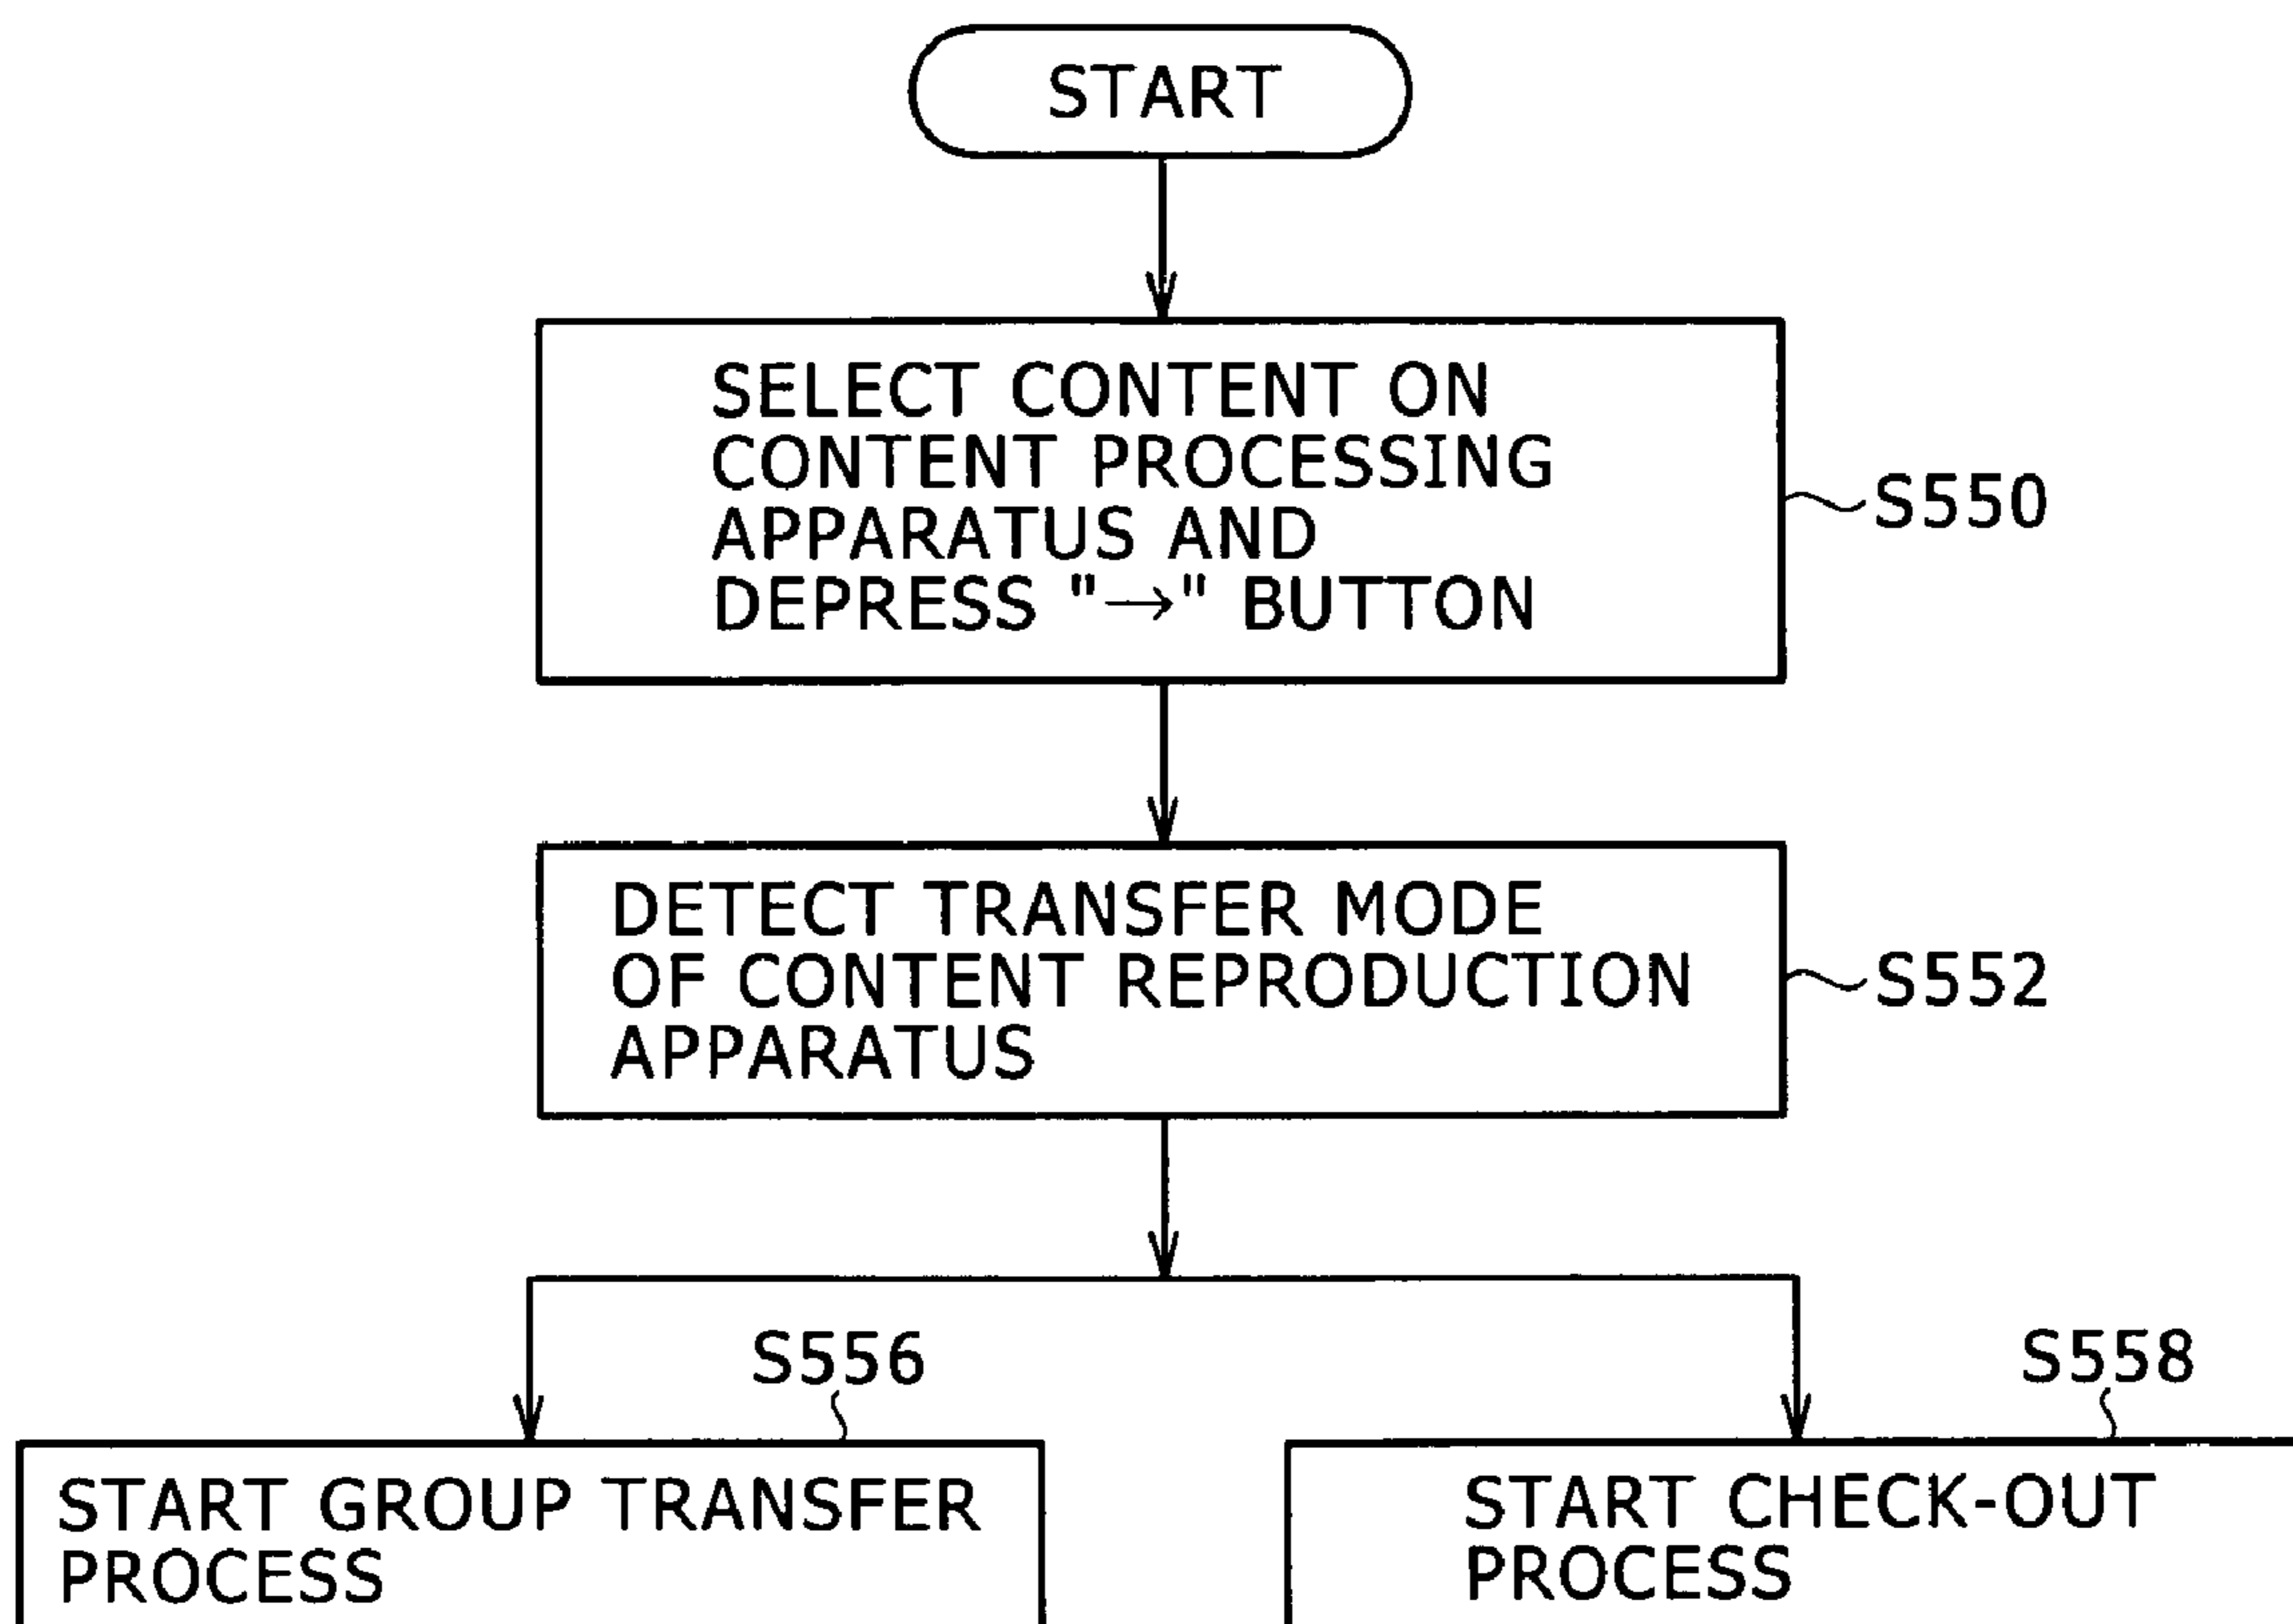 START
SELECT CONTENT ON
CONTENT PROCESSING
APPARATUS AND
DEPRESS "→" BUTTON
S550
DETECT TRANSFER MODE
OF CONTENT REPRODUCTION
APPARATUS
S552
S556
S558
START GROUP TRANSFER
PROCESS
START CHECK-OUT
PROCESS